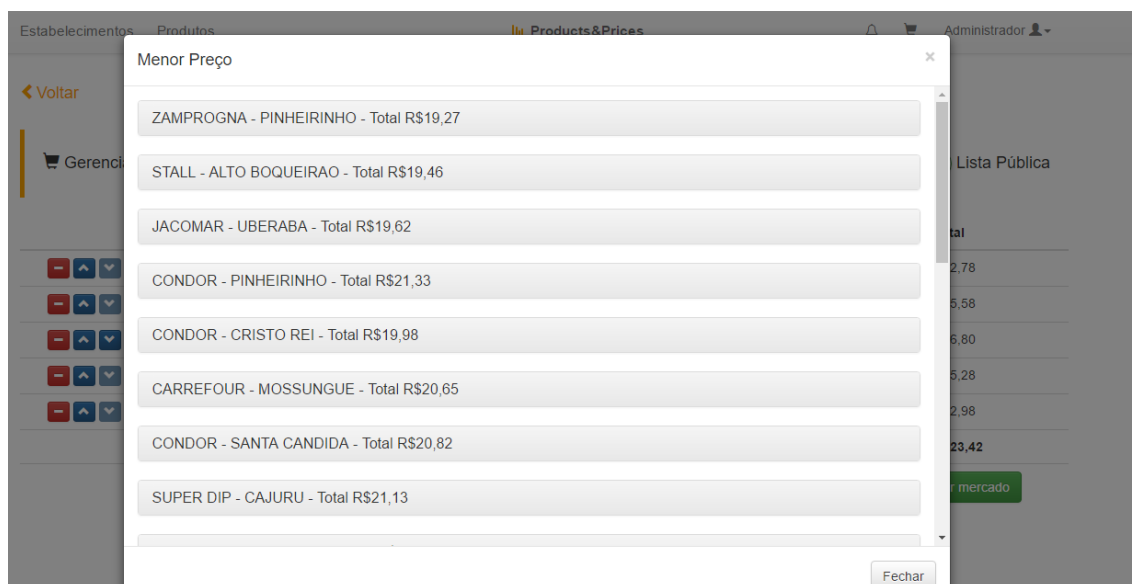 Estabelecimentos Produtos Products&Prices Administrador
Menor Preço ×
Voltar
ZAMPROGNA - PINHEIRINHO - Total R$19,27
Gerenci
STALL - ALTO BOQUEIRAO - Total R$19,46
Lista Pública
JACOMAR - UBERABA - Total R$19,62
tal
CONDOR - PINHEIRINHO - Total R$21,33
2,78
5,58
CONDOR - CRISTO REI - Total R$19,98
6,80
CARREFOUR - MOSSUNGUE - Total R$20,65
5,28
2,98
CONDOR - SANTA CANDIDA - Total R$20,82
23,42
SUPER DIP - CAJURU - Total R$21,13
r mercado
Fechar